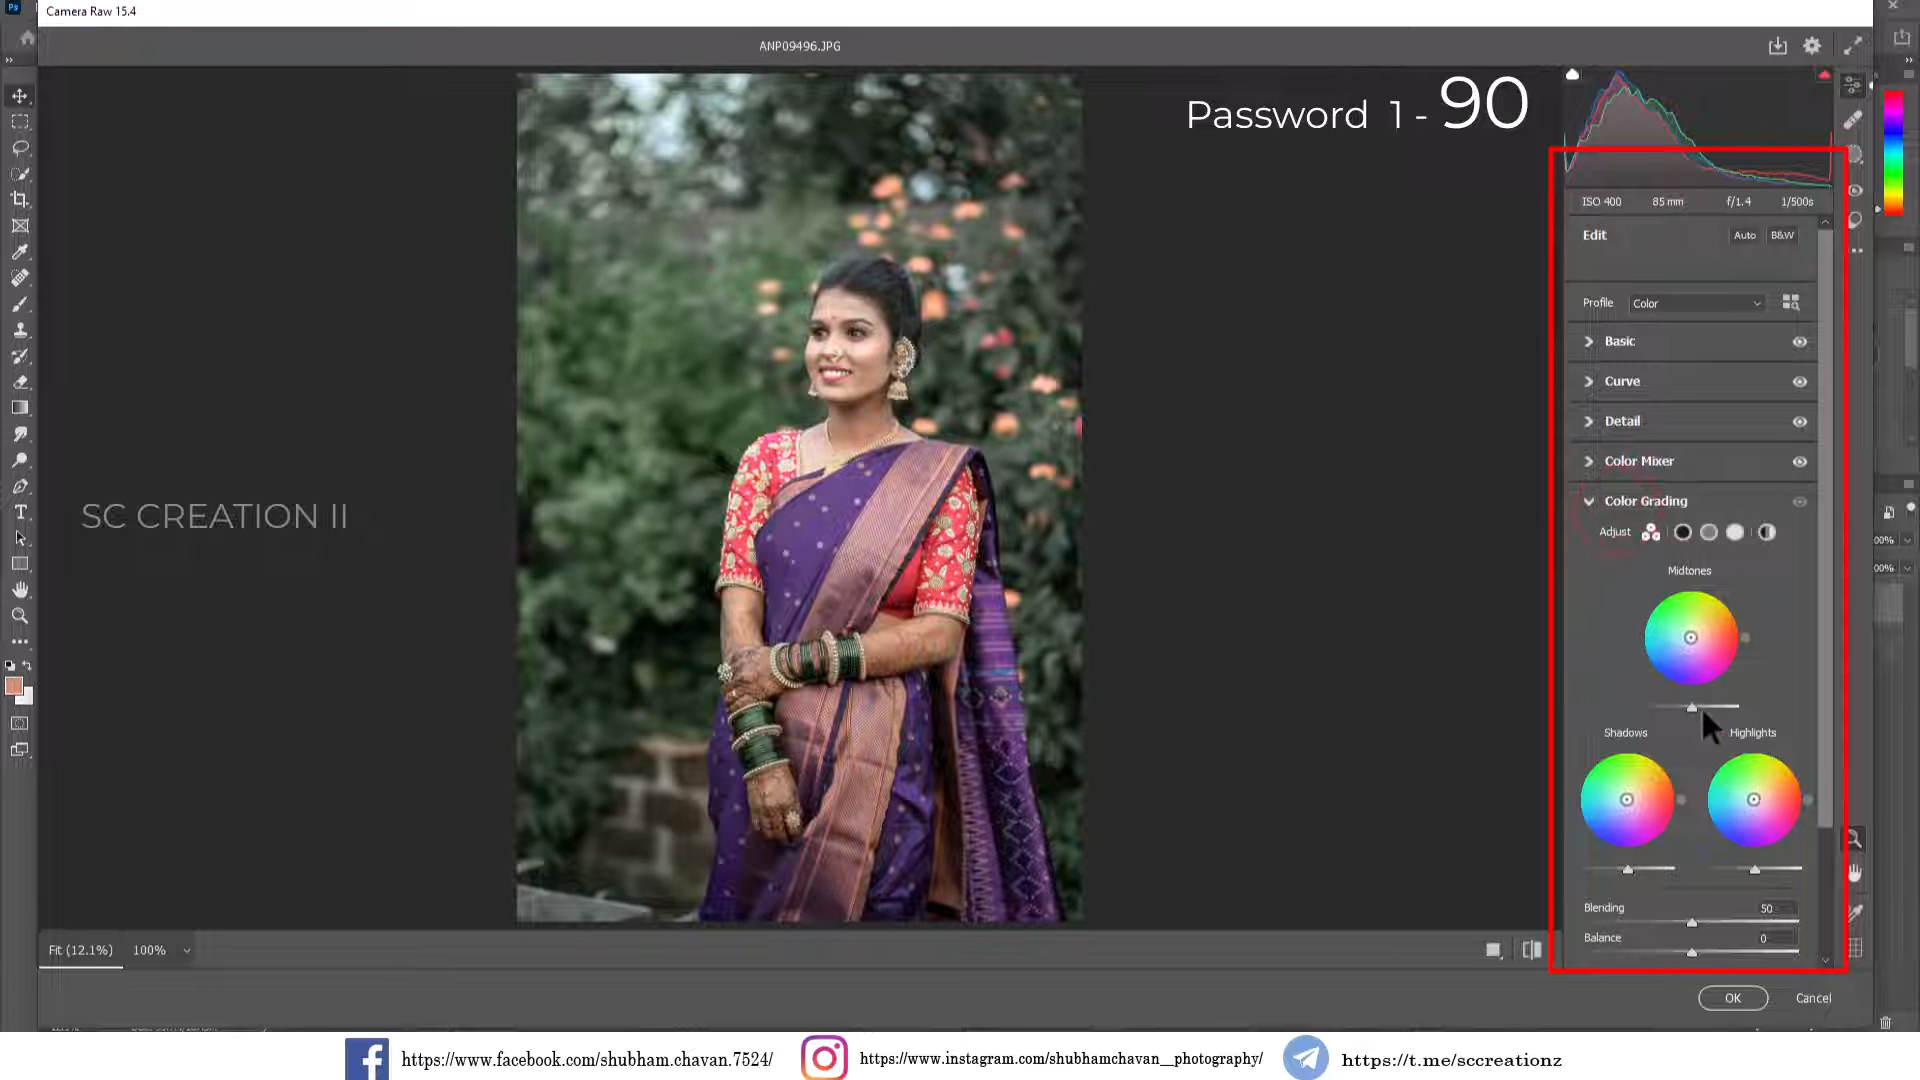 Camera Raw 15.4
ANP09496.JPG
Password 1 - 90
ISO 400 85 mm f/1.4 1/500s
Edit Auto B&W
Profile Color
Basic
Curve
Detail
Color Mixer
Color Grading
Adjust
Midtones
Shadows Highlights
Blending 50
Balance 0
SC CREATION II
Fit (12.1%) 100%
OK Cancel
https://www.facebook.com/shubham.chavan.7524/
https://www.instagram.com/shubhamchavan__photography/
https://t.me/sccreationz